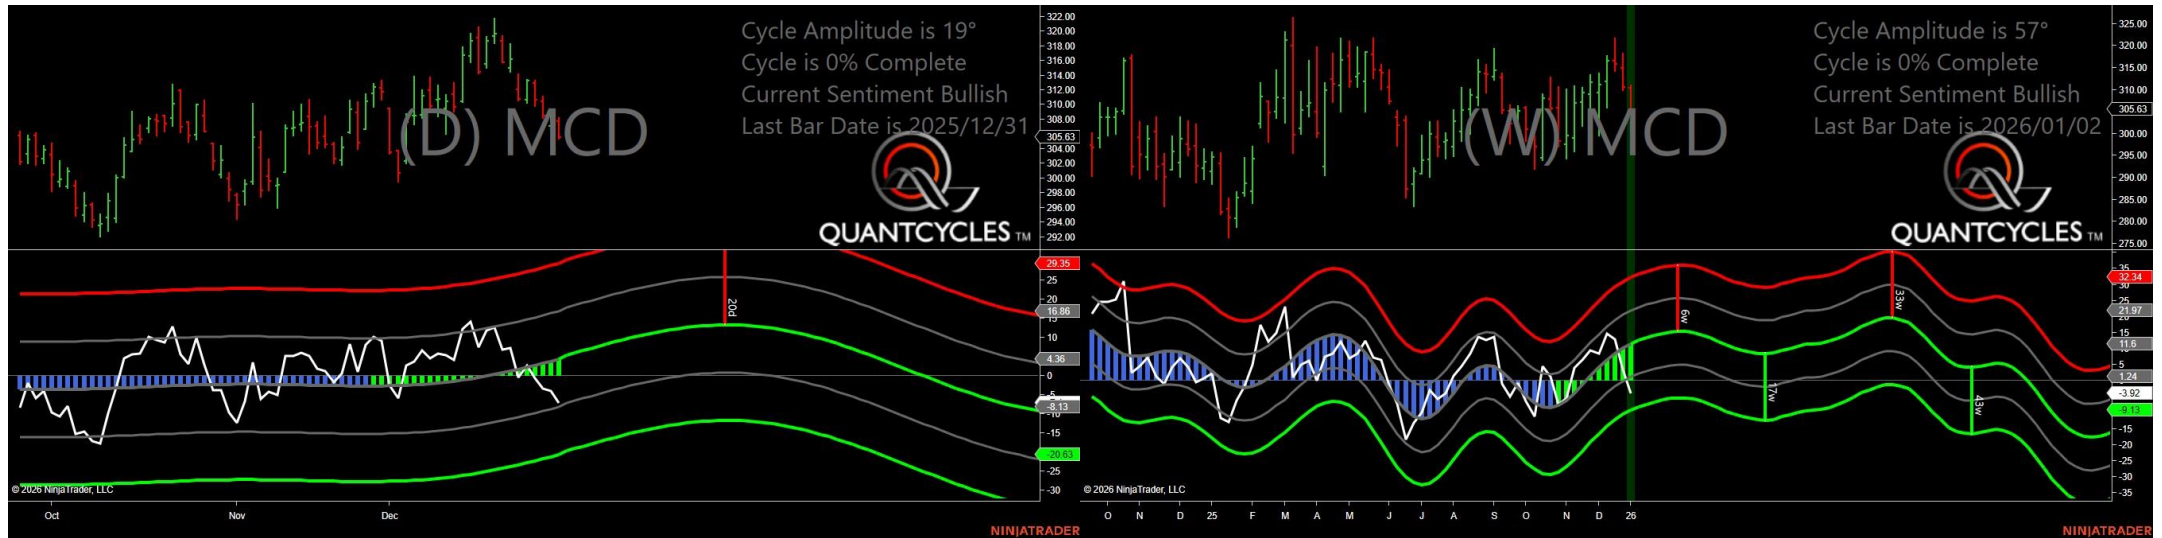 Cycle Amplitude is 19°
Cycle is 0% Complete
Current Sentiment Bullish
Last Bar Date is 2025/12/31
(D) MCD
QUANTCYCLES TM
322.00
320.00
318.00
316.00
314.00
312.00
310.00
308.00
305.63
304.00
302.00
300.00
298.00
296.00
294.00
292.00
29.35
25
20
16.86
10
4.36
0
-8.13
-15
-20.63
-25
-30
20d
© 2026 NinjaTrader, LLC
Oct
Nov
Dec
NINJATRADER
Cycle Amplitude is 57°
Cycle is 0% Complete
Current Sentiment Bullish
Last Bar Date is 2026/01/02
(W) MCD
QUANTCYCLES TM
325.00
320.00
315.00
310.00
305.63
300.00
295.00
290.00
285.00
280.00
275.00
35
32.34
30
21.97
15
11.6
5
1.24
-3.92
-9.13
-15
-20
-25
-30
-35
6w
17w
33w
43w
© 2026 NinjaTrader, LLC
O N D 25 F M A M J J A S O N D 26
NINJATRADER